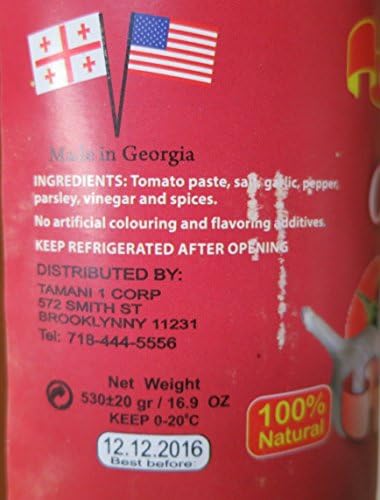 Made in Georgia
INGREDIENTS: Tomato paste, salt, garlic, pepper,
parsley, vinegar and spices.
No artificial colouring and flavoring additives.
KEEP REFRIGERATED AFTER OPENING
DISTRIBUTED BY:
TAMANI 1 CORP
572 SMITH ST
BROOKLYNNY 11231
Tel: 718-444-5556
Net Weight
530±20 gr / 16.9 OZ
KEEP 0-20°C
12.12.2016
Best before
100%
Natural